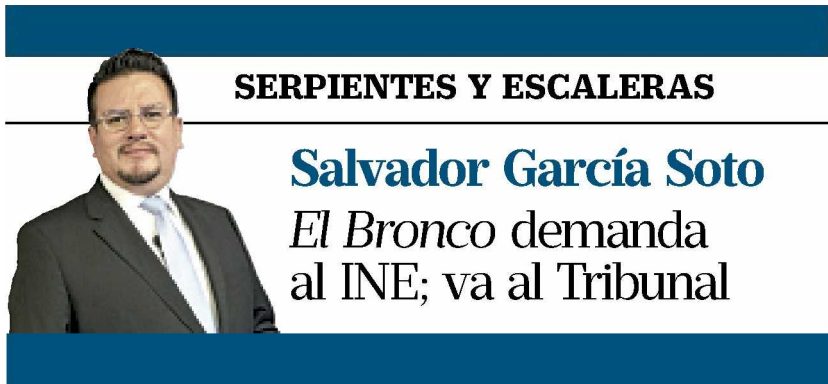 SERPIENTES Y ESCALERAS
Salvador García Soto
El Bronco demanda
al INE; va al Tribunal